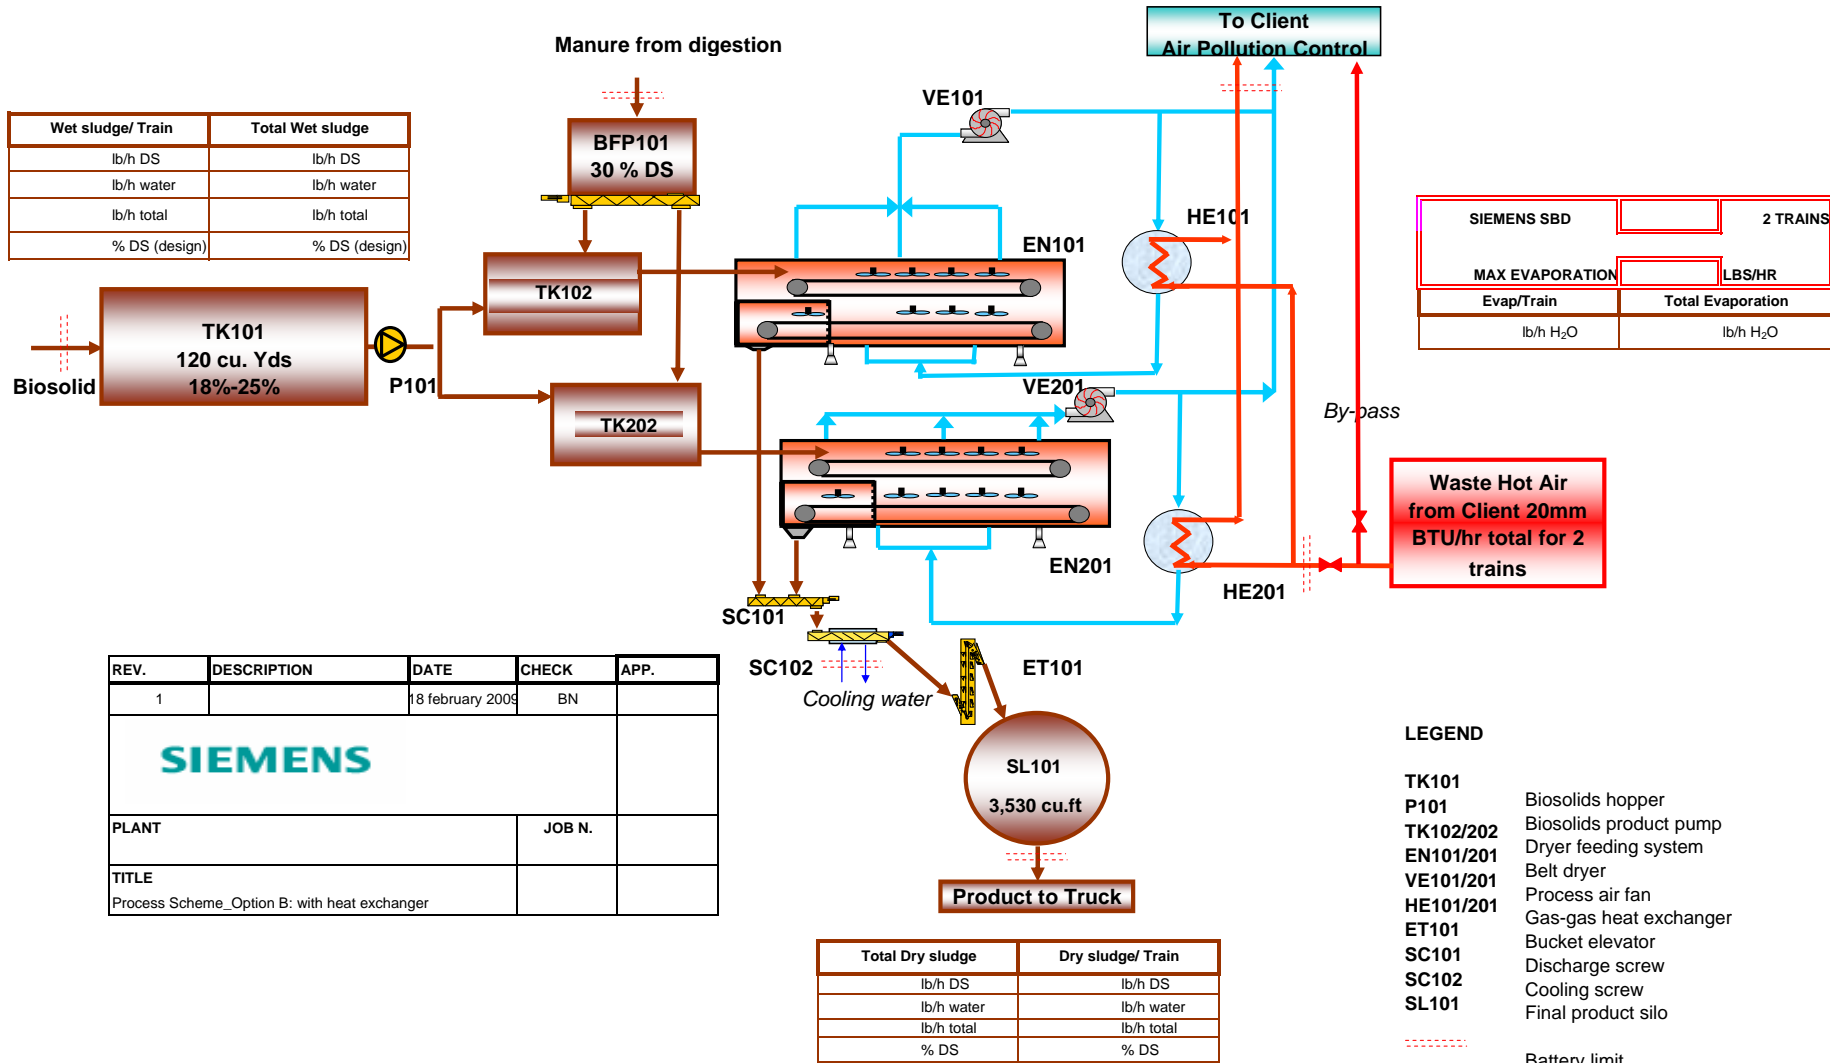 To Client
Air Pollution Control
Manure from digestion
VE101
Wet sludge/ Train Total Wet sludge
lb/h DS lb/h DS
lb/h water lb/h water
lb/h total lb/h total
% DS (design) % DS (design)
BFP101
30 % DS
HE101
SIEMENS SBD 2 TRAINS
MAX EVAPORATION LBS/HR
Evap/Train Total Evaporation
lb/h H2O lb/h H2O
EN101
TK102
TK101
120 cu. Yds
18%-25%
Biosolid
P101
VE201
By-pass
TK202
Waste Hot Air
from Client 20mm
BTU/hr total for 2
trains
EN201
HE201
SC101
SC102
Cooling water
ET101
REV. DESCRIPTION DATE CHECK APP.
1 18 february 2009 BN
SIEMENS
PLANT JOB N.
TITLE
Process Scheme_Option B: with heat exchanger
SL101
3,530 cu.ft
Product to Truck
Total Dry sludge Dry sludge/ Train
lb/h DS lb/h DS
lb/h water lb/h water
lb/h total lb/h total
% DS % DS
LEGEND
TK101
P101 Biosolids hopper
TK102/202 Biosolids product pump
EN101/201 Dryer feeding system
VE101/201 Belt dryer
HE101/201 Process air fan
ET101 Gas-gas heat exchanger
SC101 Bucket elevator
SC102 Discharge screw
SL101 Cooling screw
Final product silo
Battery limit